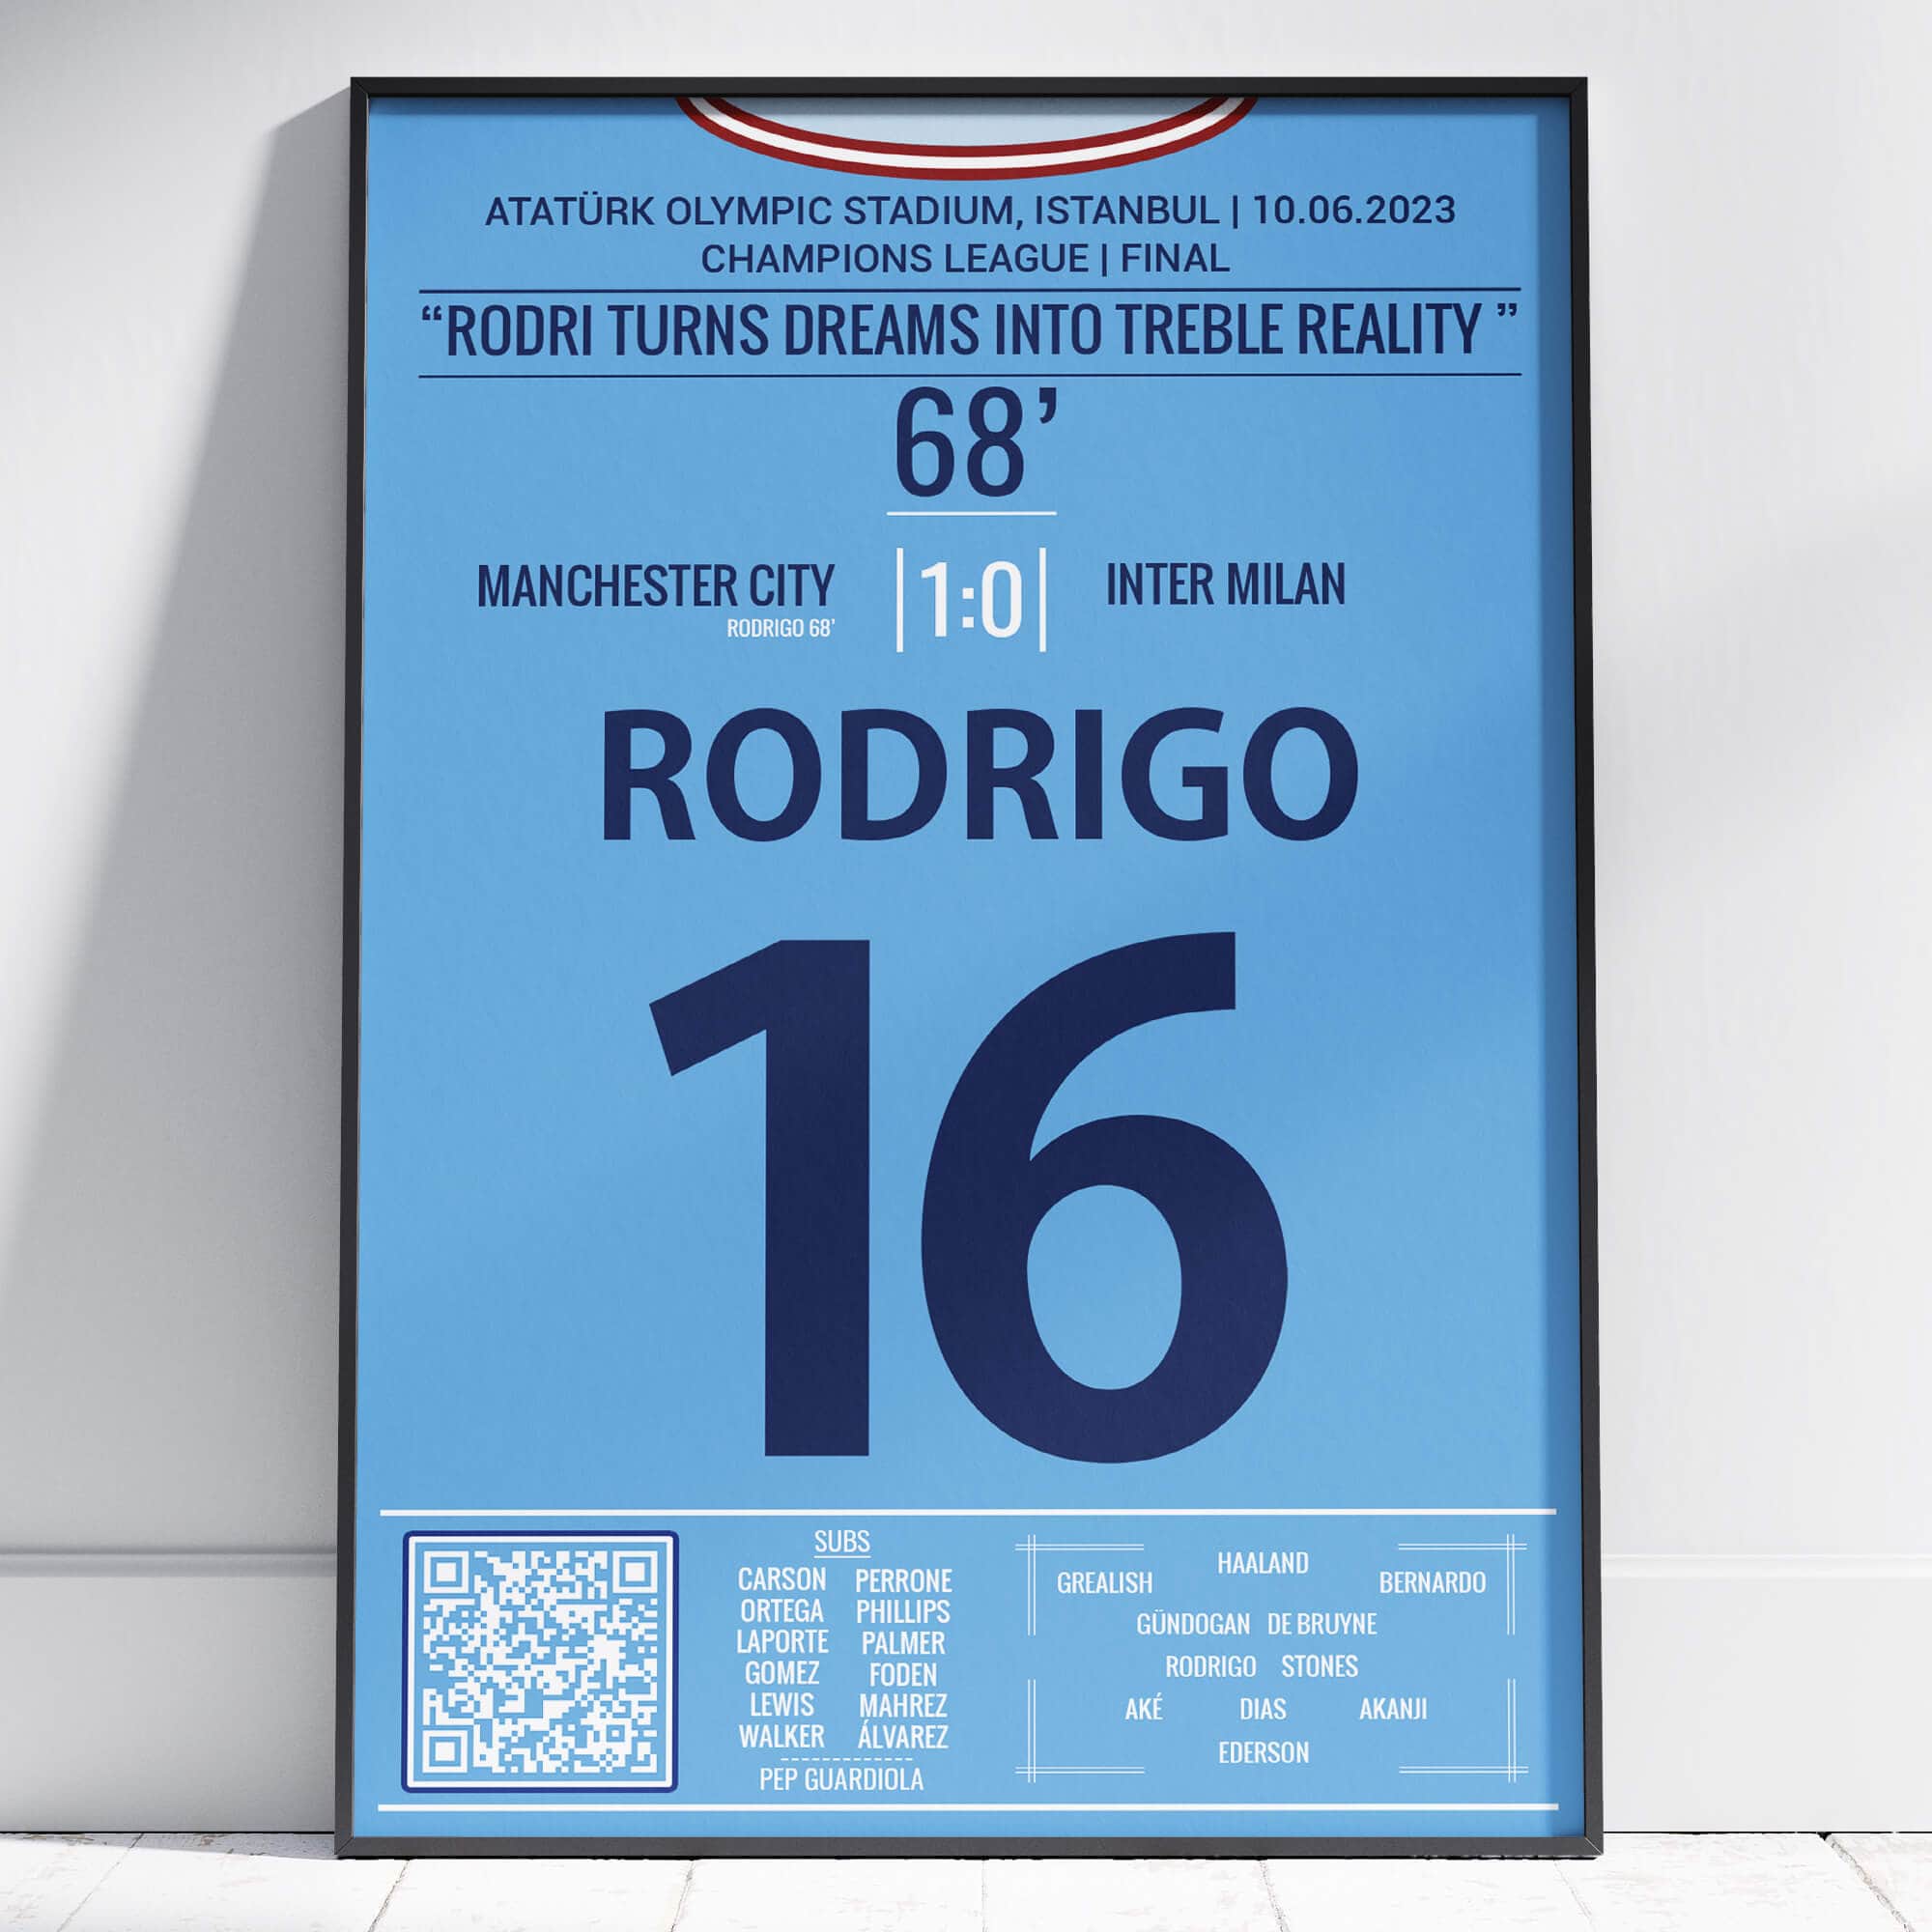 ATATÜRK OLYMPIC STADIUM, ISTANBUL | 10.06.2023
CHAMPIONS LEAGUE | FINAL
“RODRI TURNS DREAMS INTO TREBLE REALITY ”
68’
MANCHESTER CITY |1:0| INTER MILAN
RODRIGO 68’
RODRIGO
16
SUBS
CARSON PERRONE
ORTEGA PHILLIPS
LAPORTE PALMER
GOMEZ FODEN
LEWIS MAHREZ
WALKER ÁLVAREZ
PEP GUARDIOLA
HAALAND
GREALISH BERNARDO
GÜNDOGAN DE BRUYNE
RODRIGO STONES
AKÉ DIAS AKANJI
EDERSON